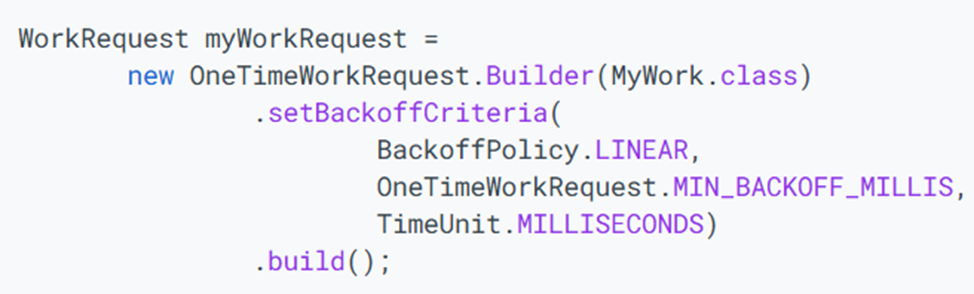 WorkRequest myWorkRequest =
new OneTimeWorkRequest.Builder(MyWork.class)
.setBackoffCriteria(
BackoffPolicy.LINEAR,
OneTimeWorkRequest.MIN_BACKOFF_MILLIS,
TimeUnit.MILLISECONDS)
.build();